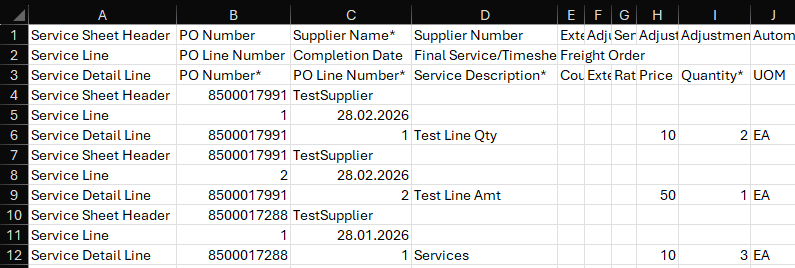 A B C D E F G H I J
1 Service Sheet Header PO Number Supplier Name* Supplier Number Exte Adju Ser Adjust Adjustmen Autom
2 Service Line PO Line Number Completion Date Final Service/Timeshe Freight Order
3 Service Detail Line PO Number* PO Line Number* Service Description* Cou Exte Rat Price Quantity* UOM
4 Service Sheet Header 8500017991 TestSupplier
5 Service Line 1 28.02.2026
6 Service Detail Line 8500017991 1 Test Line Qty 10 2 EA
7 Service Sheet Header 8500017991 TestSupplier
8 Service Line 2 28.02.2026
9 Service Detail Line 8500017991 2 Test Line Amt 50 1 EA
10 Service Sheet Header 8500017288 TestSupplier
11 Service Line 1 28.01.2026
12 Service Detail Line 8500017288 1 Services 10 3 EA